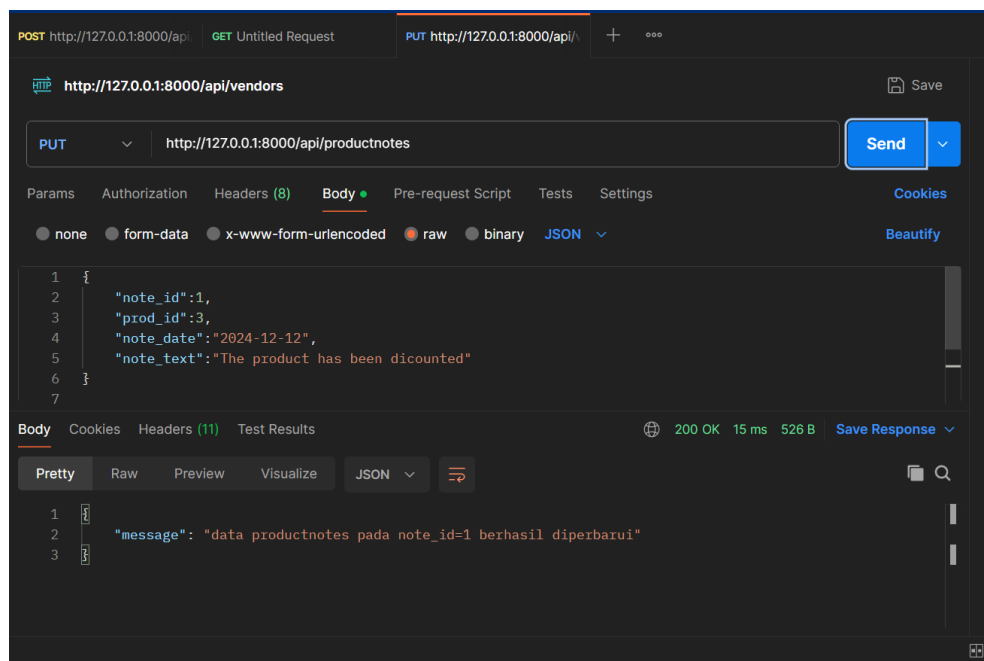 POST http://127.0.0.1:8000/api GET Untitled Request PUT http://127.0.0.1:8000/api/
HTTP http://127.0.0.1:8000/api/vendors Save
PUT http://127.0.0.1:8000/api/productnotes Send
Params Authorization Headers (8) Body Pre-request Script Tests Settings Cookies
none form-data x-www-form-urlencoded raw binary JSON Beautify
1 {
2 "note_id":1,
3 "prod_id":3,
4 "note_date":"2024-12-12",
5 "note_text":"The product has been dicounted"
6 }
7
Body Cookies Headers (11) Test Results 200 OK 15 ms 526 B Save Response
Pretty Raw Preview Visualize JSON
1 {
2 "message": "data productnotes pada note_id=1 berhasil diperbarui"
3 }